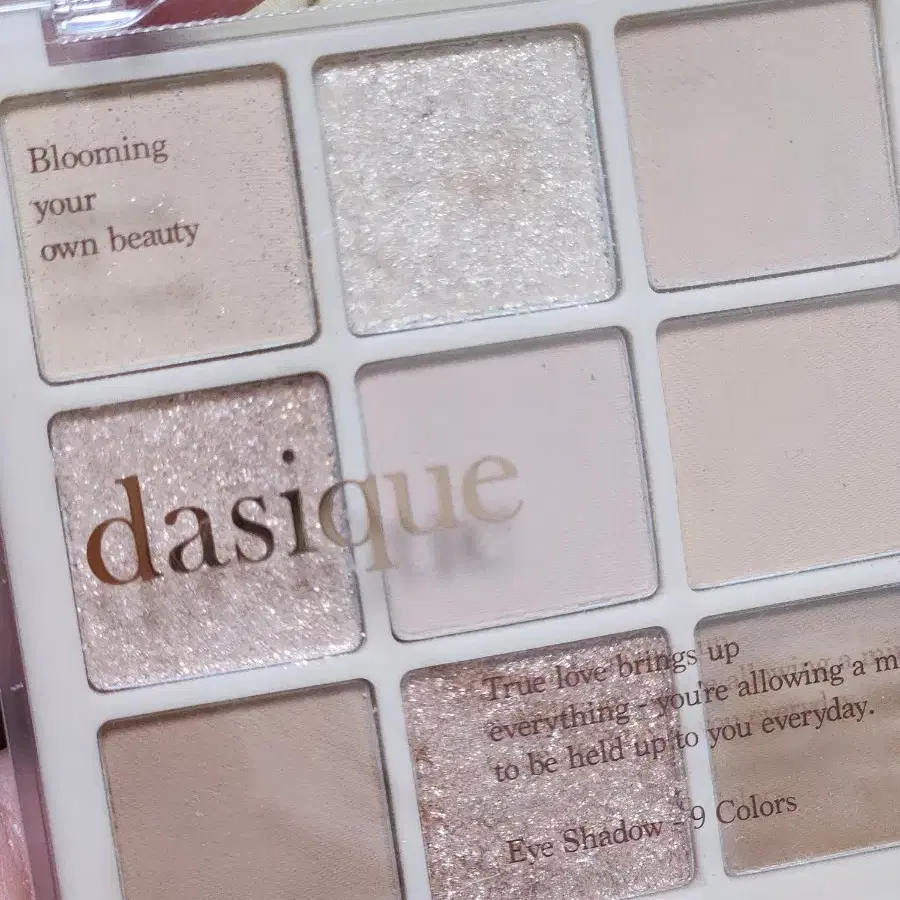 Blooming
your
own beauty
dasique
True love brings up
everything - you're allowing a
to be held up to you everyday.
Eye Shadow - 9 Colors